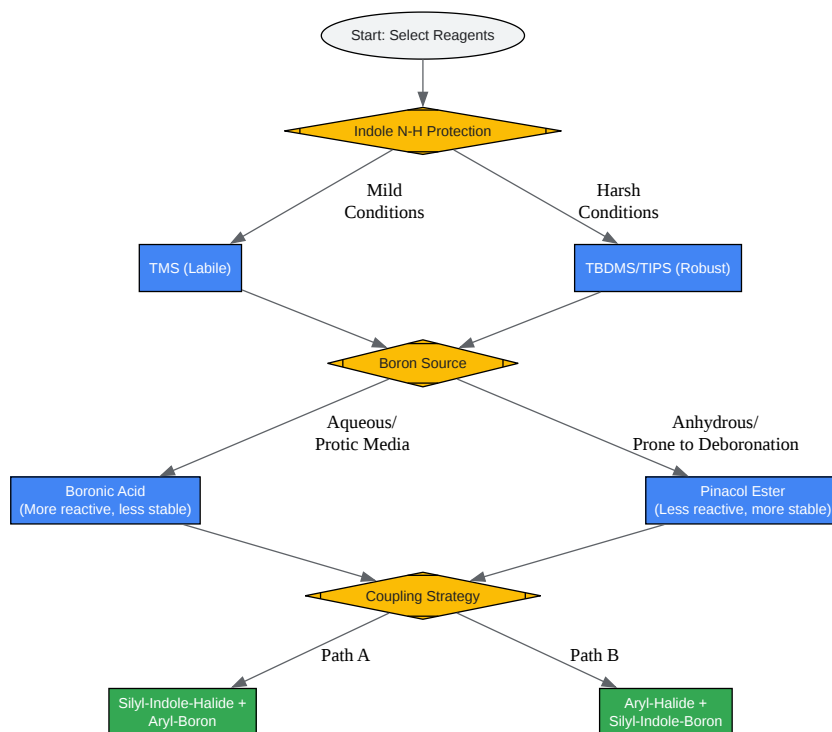 Start: Select Reagents
Indole N-H Protection
Mild
Conditions
Harsh
Conditions
TMS (Labile)
TBDMS/TIPS (Robust)
Boron Source
Aqueous/
Protic Media
Anhydrous/
Prone to Deboronation
Boronic Acid
(More reactive, less stable)
Pinacol Ester
(Less reactive, more stable)
Coupling Strategy
Path A
Path B
Silyl-Indole-Halide +
Aryl-Boron
Aryl-Halide +
Silyl-Indole-Boron